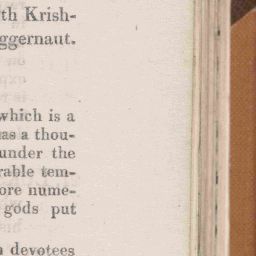 th Krish-
ggernaut.
which is a
as a thou-
under the
rable tem-
ore nume-
gods put
devotees